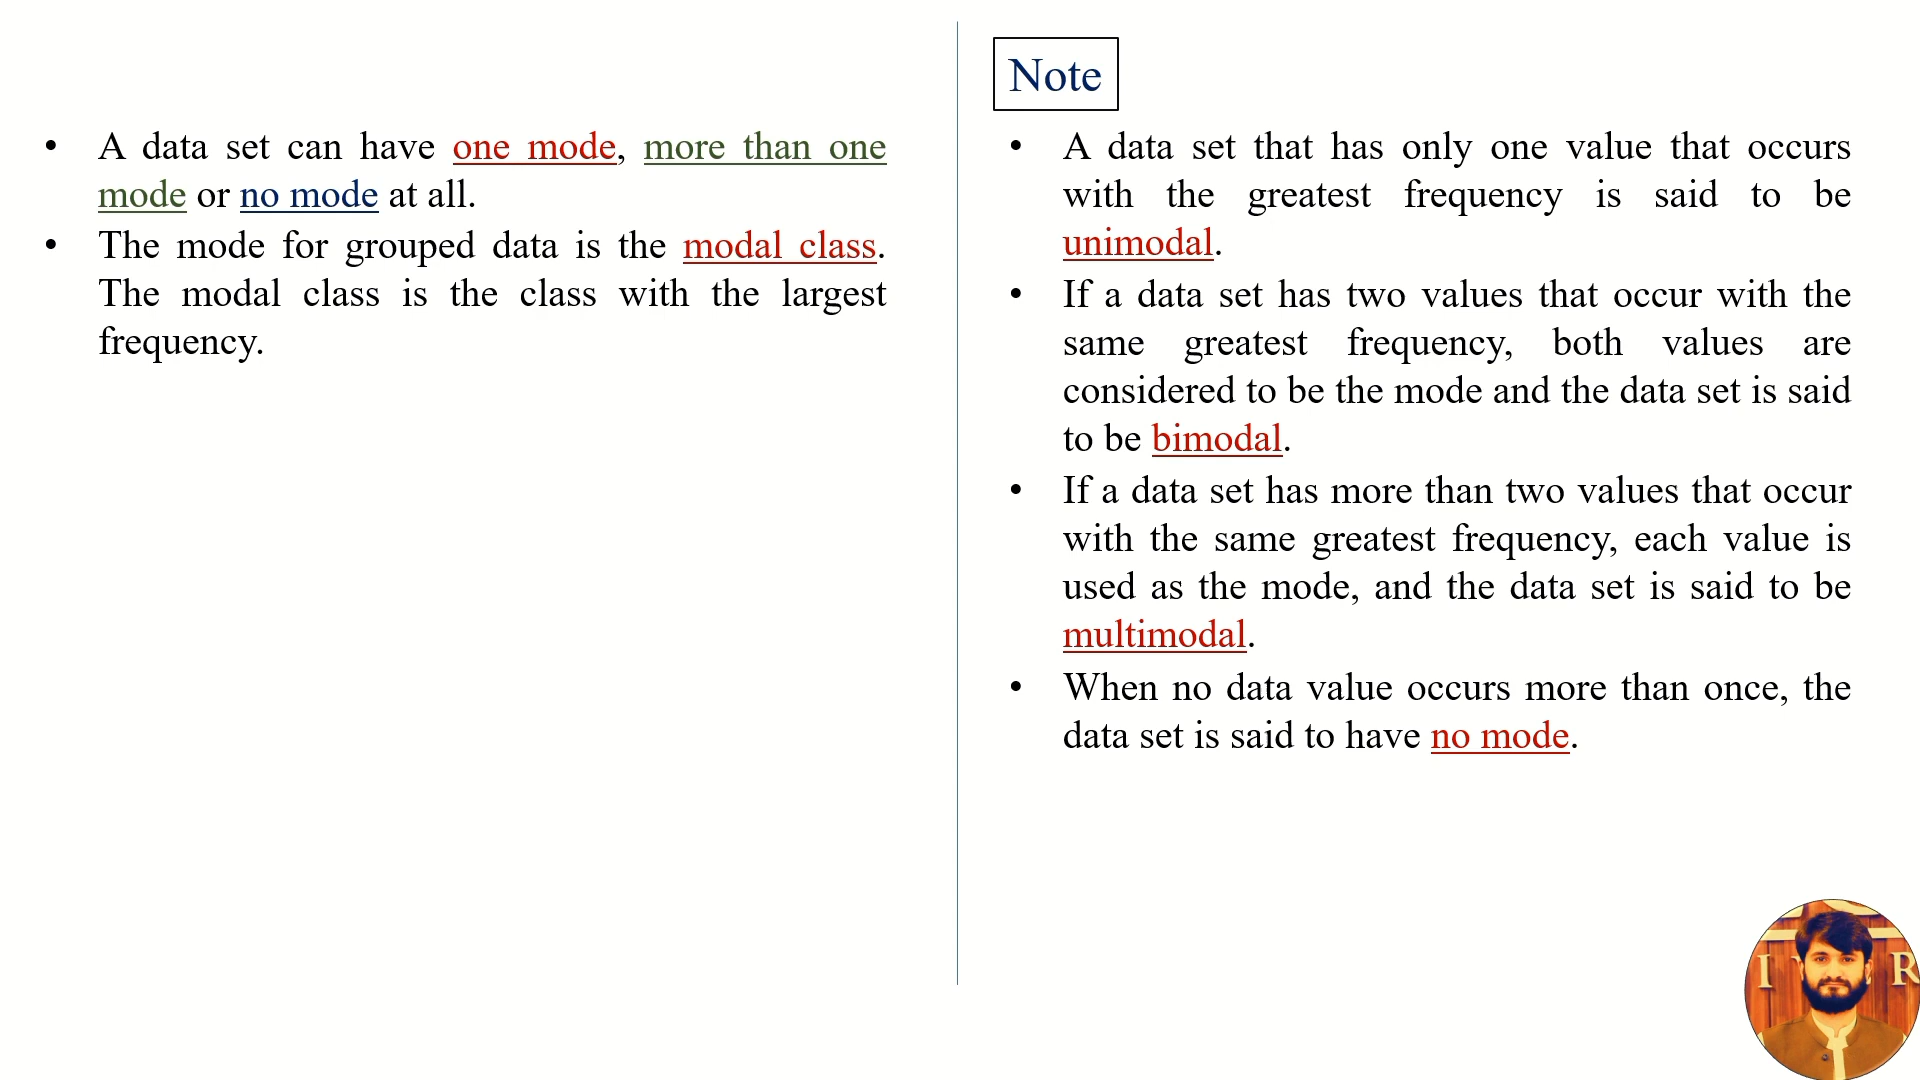 • A data set can have one mode, more than one
mode or no mode at all.
• The mode for grouped data is the modal class.
The modal class is the class with the largest
frequency.
Note
• A data set that has only one value that occurs
with the greatest frequency is said to be
unimodal.
• If a data set has two values that occur with the
same greatest frequency, both values are
considered to be the mode and the data set is said
to be bimodal.
• If a data set has more than two values that occur
with the same greatest frequency, each value is
used as the mode, and the data set is said to be
multimodal.
• When no data value occurs more than once, the
data set is said to have no mode.